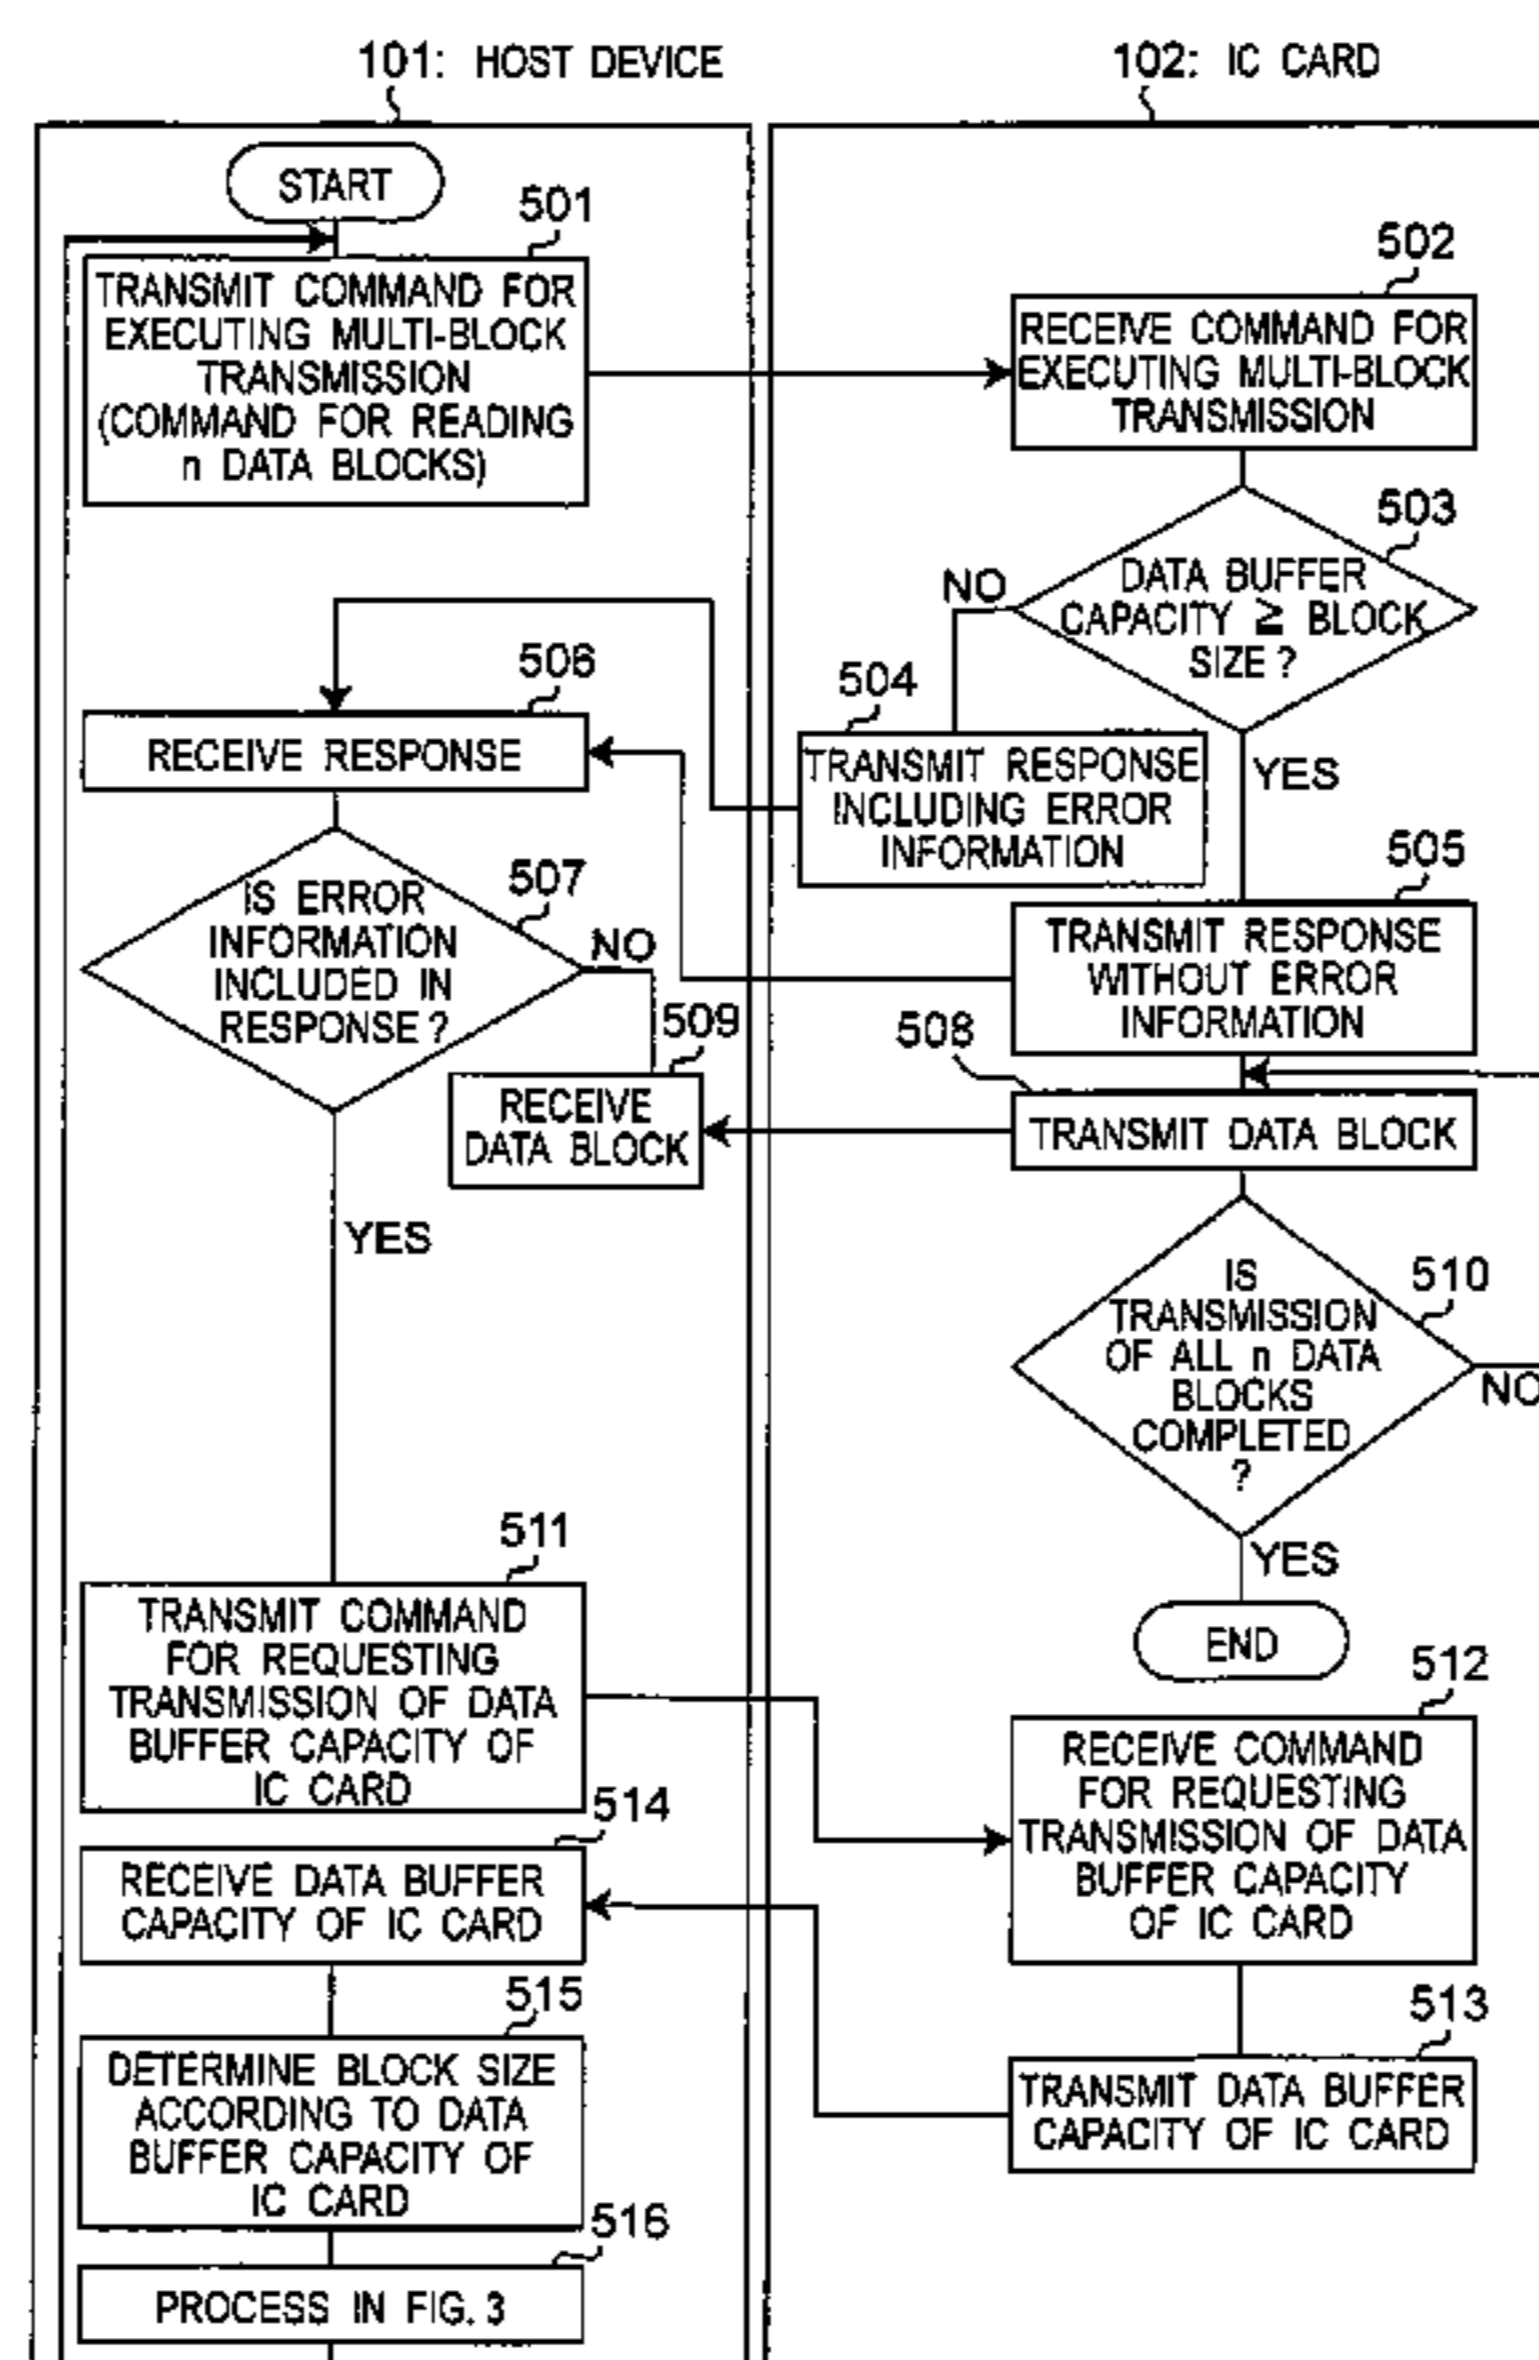 101: HOST DEVICE
102: IC CARD
START
501
TRANSMIT COMMAND FOR
EXECUTING MULTI-BLOCK
TRANSMISSION
(COMMAND FOR READING
n DATA BLOCKS)
502
RECEIVE COMMAND FOR
EXECUTING MULTI-BLOCK
TRANSMISSION
503
DATA BUFFER
CAPACITY ≧ BLOCK
SIZE ?
NO
YES
504
TRANSMIT RESPONSE
INCLUDING ERROR
INFORMATION
505
TRANSMIT RESPONSE
WITHOUT ERROR
INFORMATION
506
RECEIVE RESPONSE
507
IS ERROR
INFORMATION
INCLUDED IN
RESPONSE ?
NO
YES
508
TRANSMIT DATA BLOCK
509
RECEIVE
DATA BLOCK
510
IS
TRANSMISSION
OF ALL n DATA
BLOCKS
COMPLETED
?
NO
YES
END
511
TRANSMIT COMMAND
FOR REQUESTING
TRANSMISSION OF DATA
BUFFER CAPACITY OF
IC CARD
512
RECEIVE COMMAND
FOR REQUESTING
TRANSMISSION OF DATA
BUFFER CAPACITY
OF IC CARD
513
TRANSMIT DATA BUFFER
CAPACITY OF IC CARD
514
RECEIVE DATA BUFFER
CAPACITY OF IC CARD
515
DETERMINE BLOCK SIZE
ACCORDING TO DATA
BUFFER CAPACITY OF
IC CARD
516
PROCESS IN FIG. 3